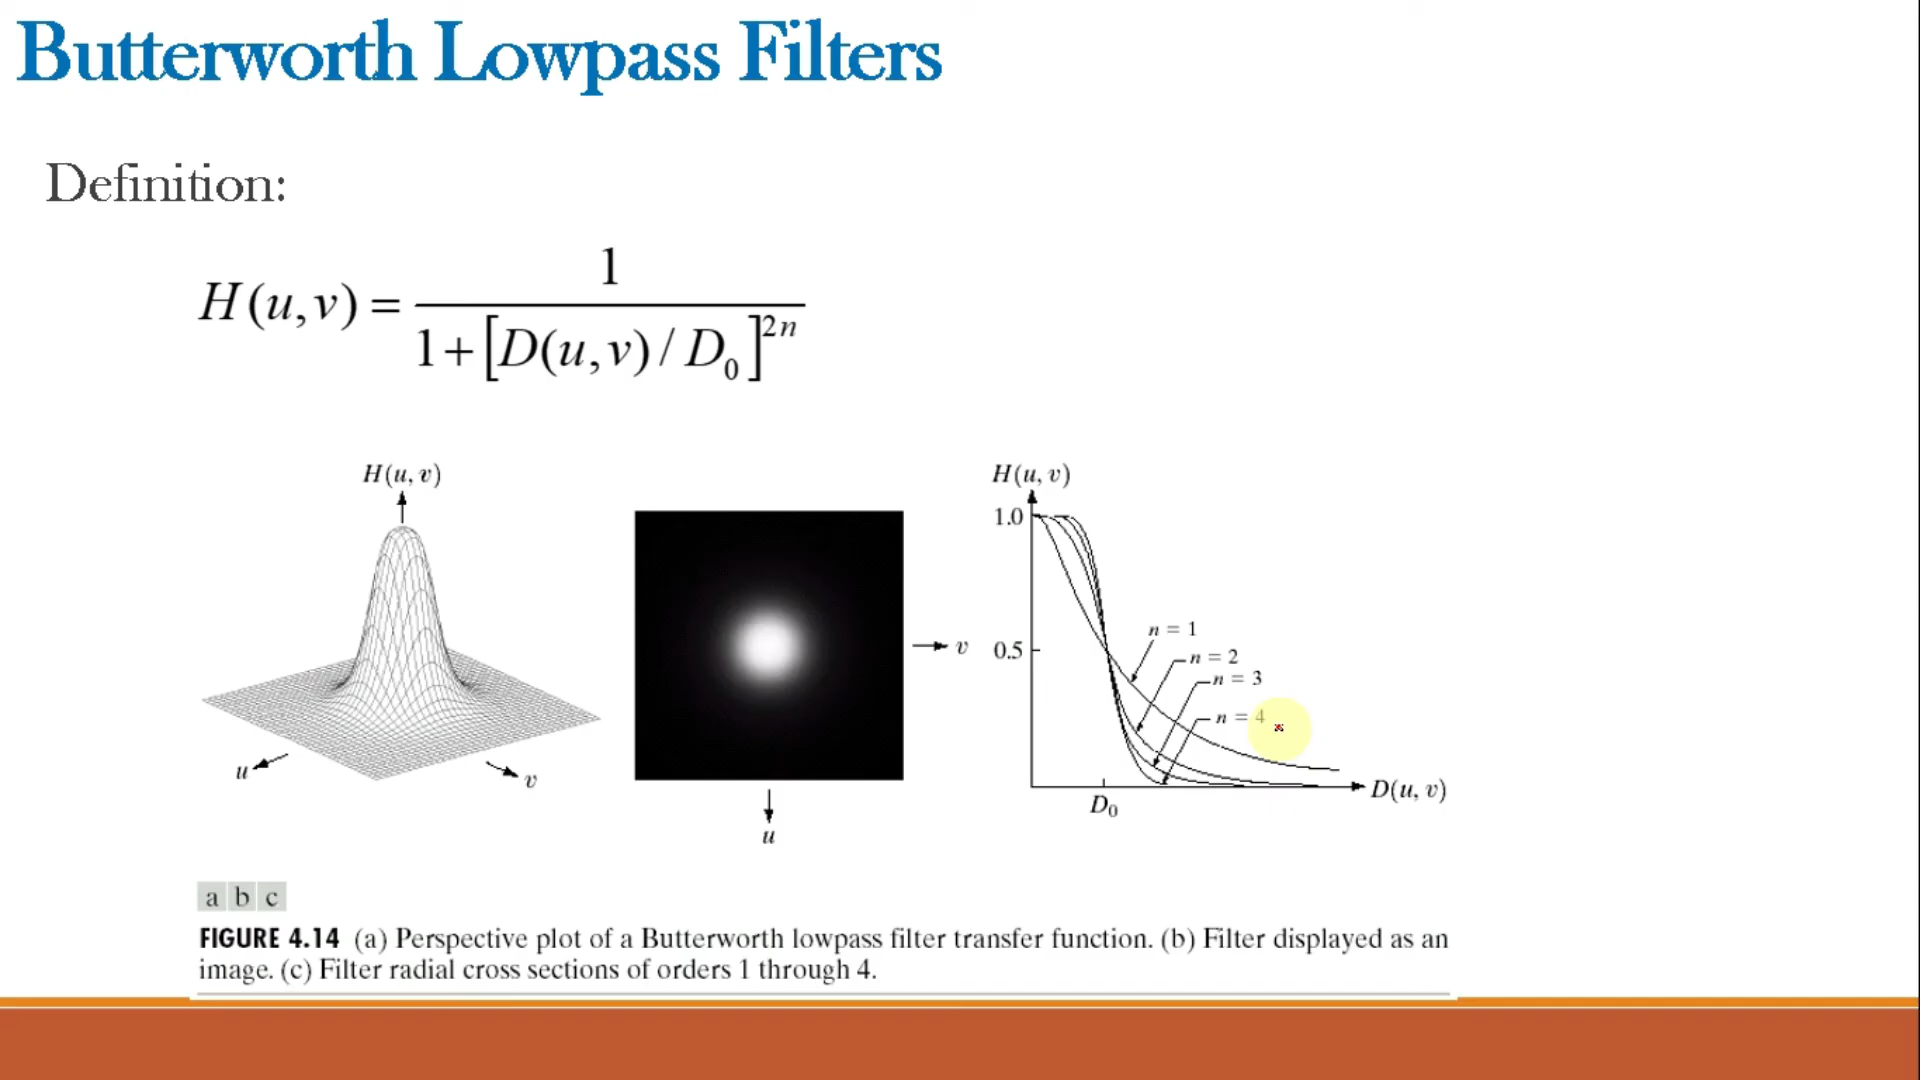 Butterworth Lowpass Filters
Definition:
H(u,v) = 1 / (1+[D(u,v)/D₀]²ⁿ)
H(u, v)
u
v
v
u
H(u, v)
1.0
0.5
n = 1
n = 2
n = 3
n = 4
D₀
D(u, v)
a b c
FIGURE 4.14 (a) Perspective plot of a Butterworth lowpass filter transfer function. (b) Filter displayed as an
image. (c) Filter radial cross sections of orders 1 through 4.